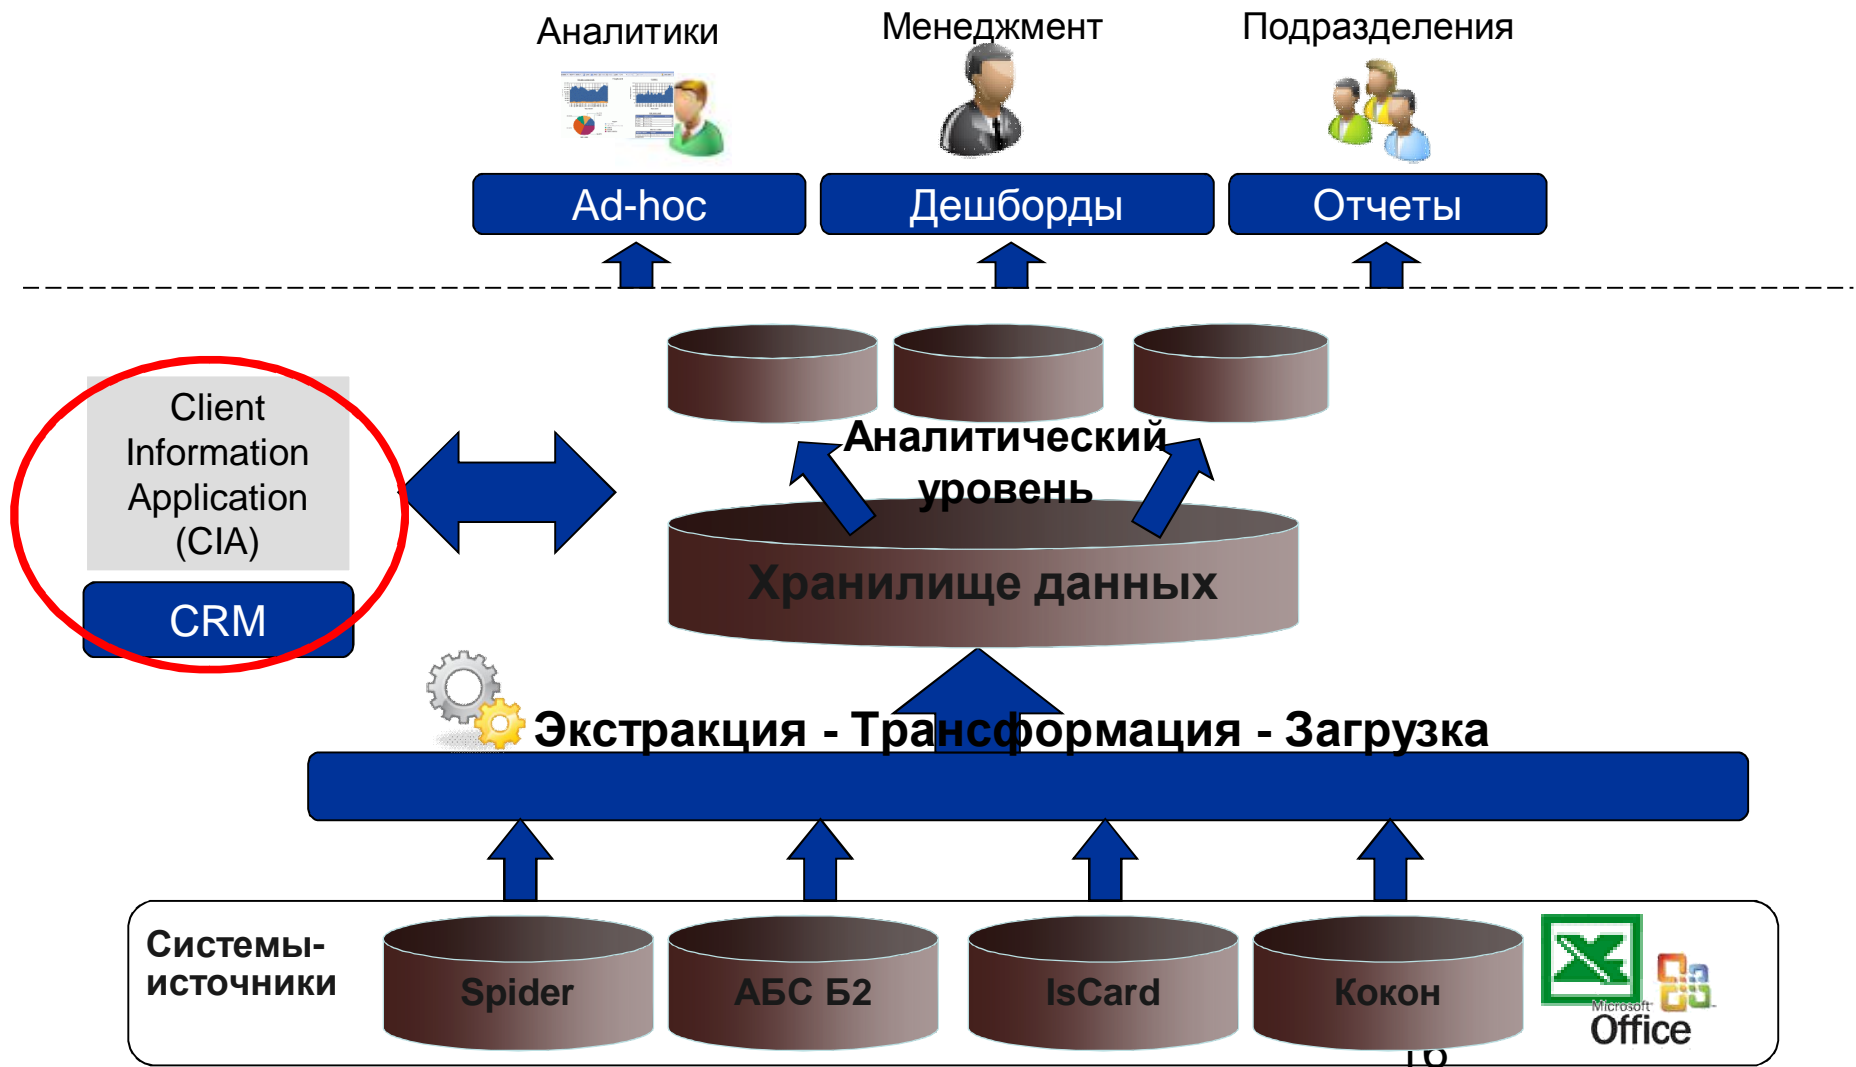 Аналитики
Менеджмент
Подразделения
Ad-hoc
Дешборды
Отчеты
Client
Information
Application
(CIA)
CRM
Аналитический
уровень
Хранилище данных
Экстракция - Трансформация - Загрузка
Системы-
источники
Spider
АБС Б2
IsCard
Кокон
Microsoft
Office
16